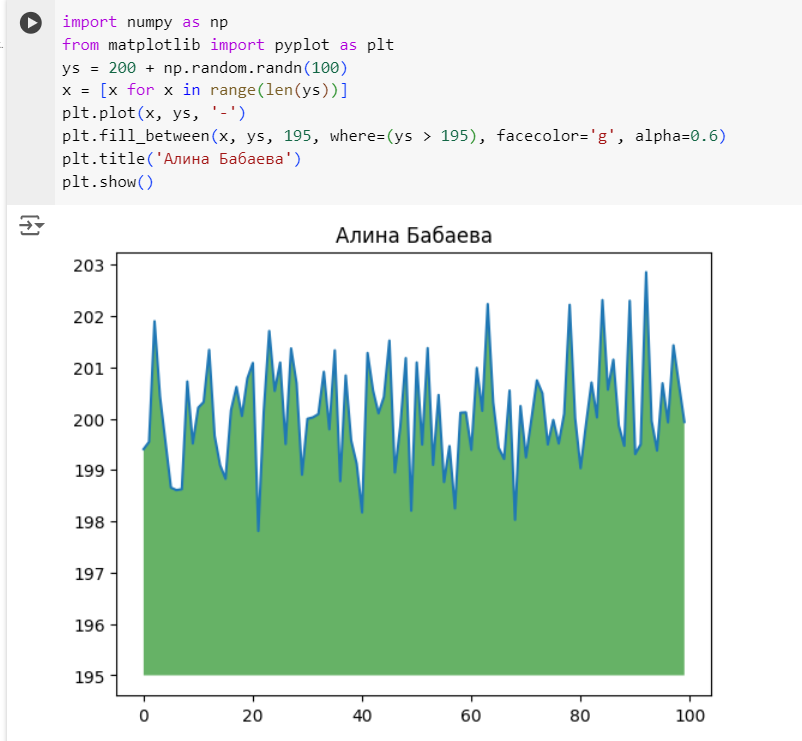 import numpy as np
from matplotlib import pyplot as plt
ys = 200 + np.random.randn(100)
x = [x for x in range(len(ys))]
plt.plot(x, ys, '-')
plt.fill_between(x, ys, 195, where=(ys > 195), facecolor='g', alpha=0.6)
plt.title('Алина Бабаева')
plt.show()
Алина Бабаева
203
202
201
200
199
198
197
196
195
0 20 40 60 80 100